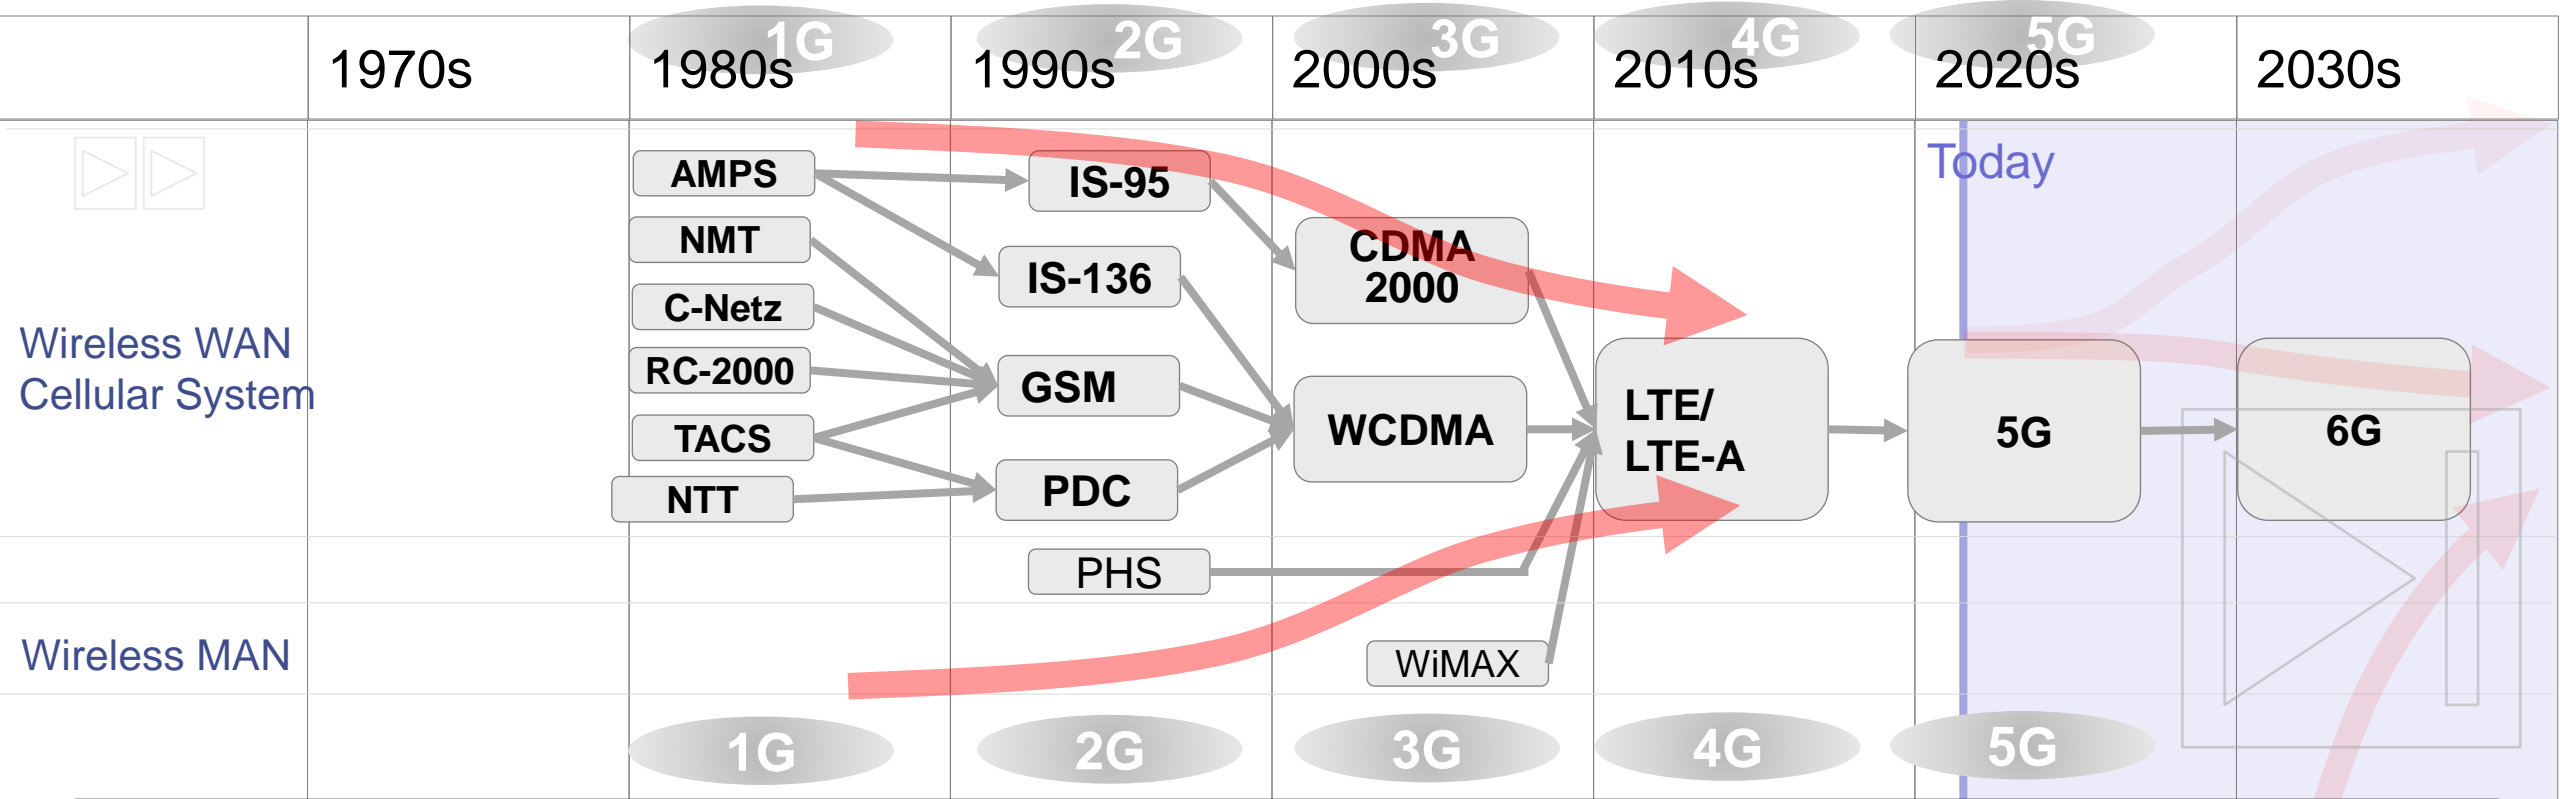 1G
2G
3G
4G
5G
1970s
1980s
1990s
2000s
2010s
2020s
2030s
Today
AMPS
IS-95
NMT
CDMA
2000
IS-136
C-Netz
Wireless WAN
Cellular System
RC-2000
GSM
LTE/
LTE-A
WCDMA
5G
6G
TACS
PDC
NTT
PHS
Wireless MAN
WiMAX
1G
2G
3G
4G
5G